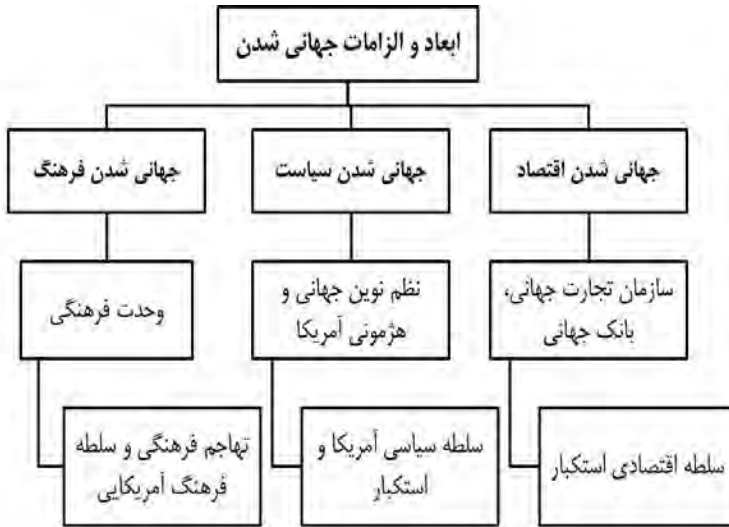 ابعاد و الزامات جهانی شدن
جهانی شدن اقتصاد
جهانی شدن سیاست
جهانی شدن فرهنگ
سازمان تجارت جهانی،
بانک جهانی
نظم نوین جهانی و
هژمونی آمریکا
وحدت فرهنگی
سلطه اقتصادی استکبار
سلطه سیاسی آمریکا و
استکبار
تهاجم فرهنگی و سلطه
فرهنگ آمریکایی